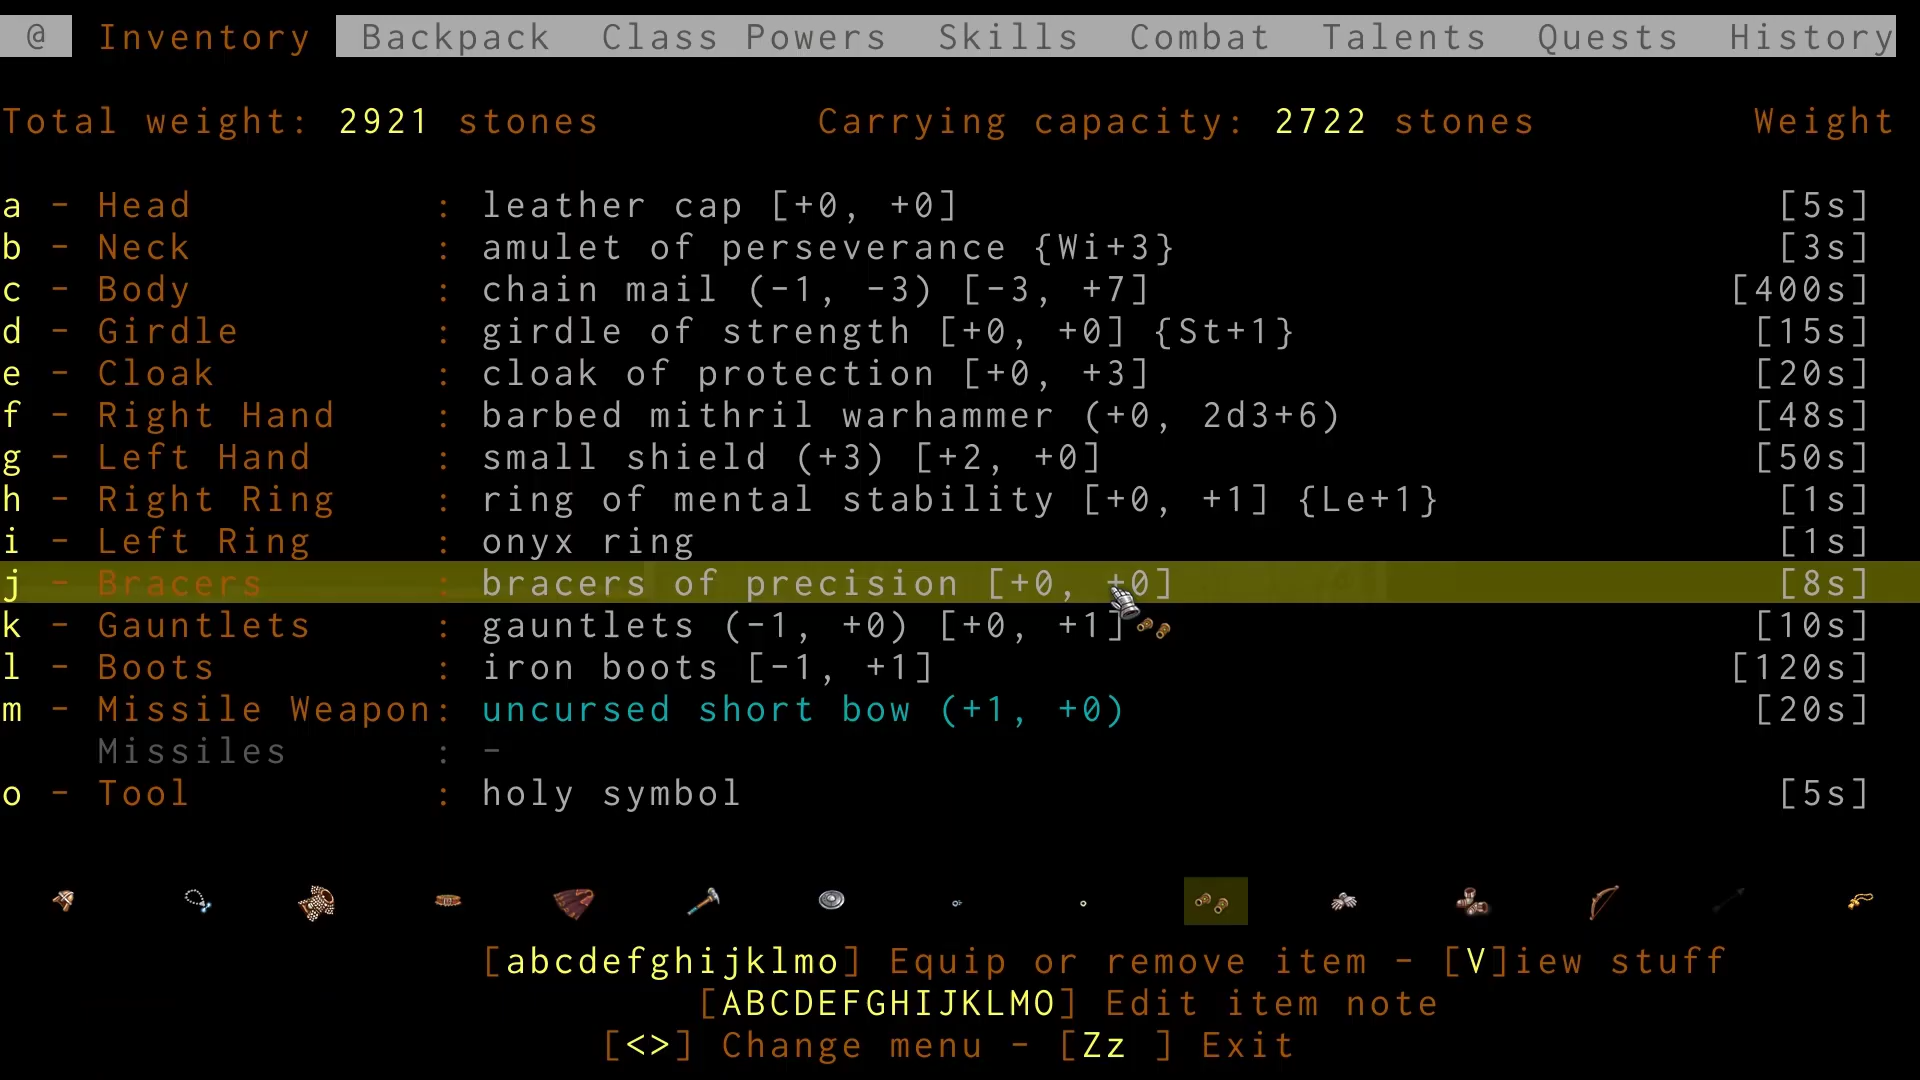 @ Inventory Backpack Class Powers Skills Combat Talents Quests History
Total weight: 2921 stones Carrying capacity: 2722 stones Weight
a - Head : leather cap [+0, +0] [5s]
b - Neck : amulet of perseverance {Wi+3} [3s]
c - Body : chain mail (-1, -3) [-3, +7] [400s]
d - Girdle : girdle of strength [+0, +0] {St+1} [15s]
e - Cloak : cloak of protection [+0, +3] [20s]
f - Right Hand : barbed mithril warhammer (+0, 2d3+6) [48s]
g - Left Hand : small shield (+3) [+2, +0] [50s]
h - Right Ring : ring of mental stability [+0, +1] {Le+1} [1s]
i - Left Ring : onyx ring [1s]
j - Bracers : bracers of precision [+0, +0] [8s]
k - Gauntlets : gauntlets (-1, +0) [+0, +1] [10s]
l - Boots : iron boots [-1, +1] [120s]
m - Missile Weapon: uncursed short bow (+1, +0) [20s]
Missiles : -
o - Tool : holy symbol [5s]
[abcdefghijklmo] Equip or remove item - [V]iew stuff
[ABCDEFGHIJKLMO] Edit item note
[<>] Change menu - [Zz ] Exit